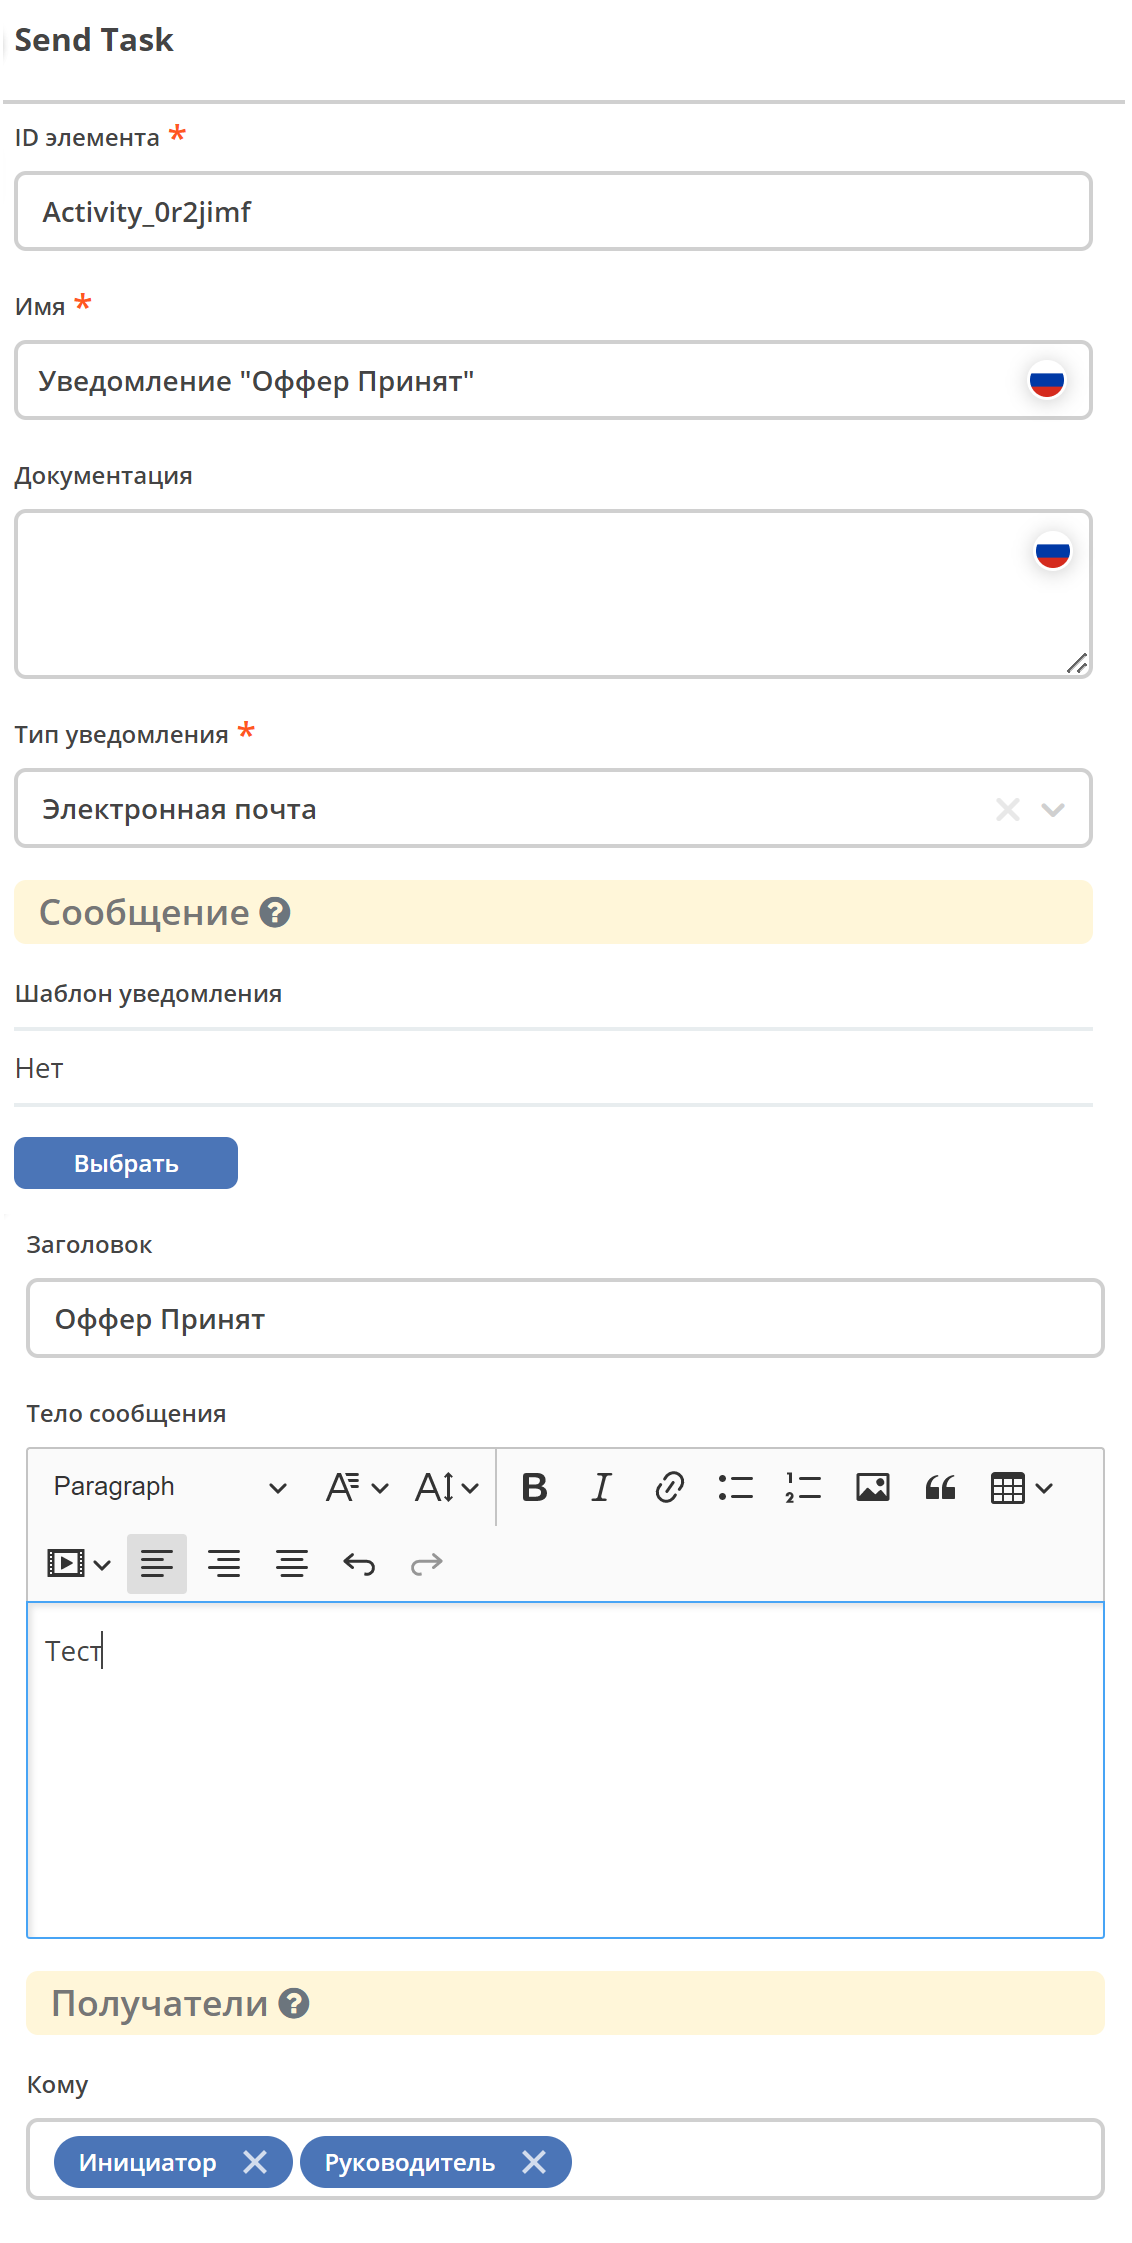 Send Task
ID элемента *
Activity_0r2jimf
Имя *
Уведомление "Оффер Принят"
Документация
Тип уведомления *
Электронная почта
Сообщение ?
Шаблон уведомления
Нет
Выбрать
Заголовок
Оффер Принят
Тело сообщения
Paragraph
Тест
Получатели ?
Кому
Инициатор Руководитель